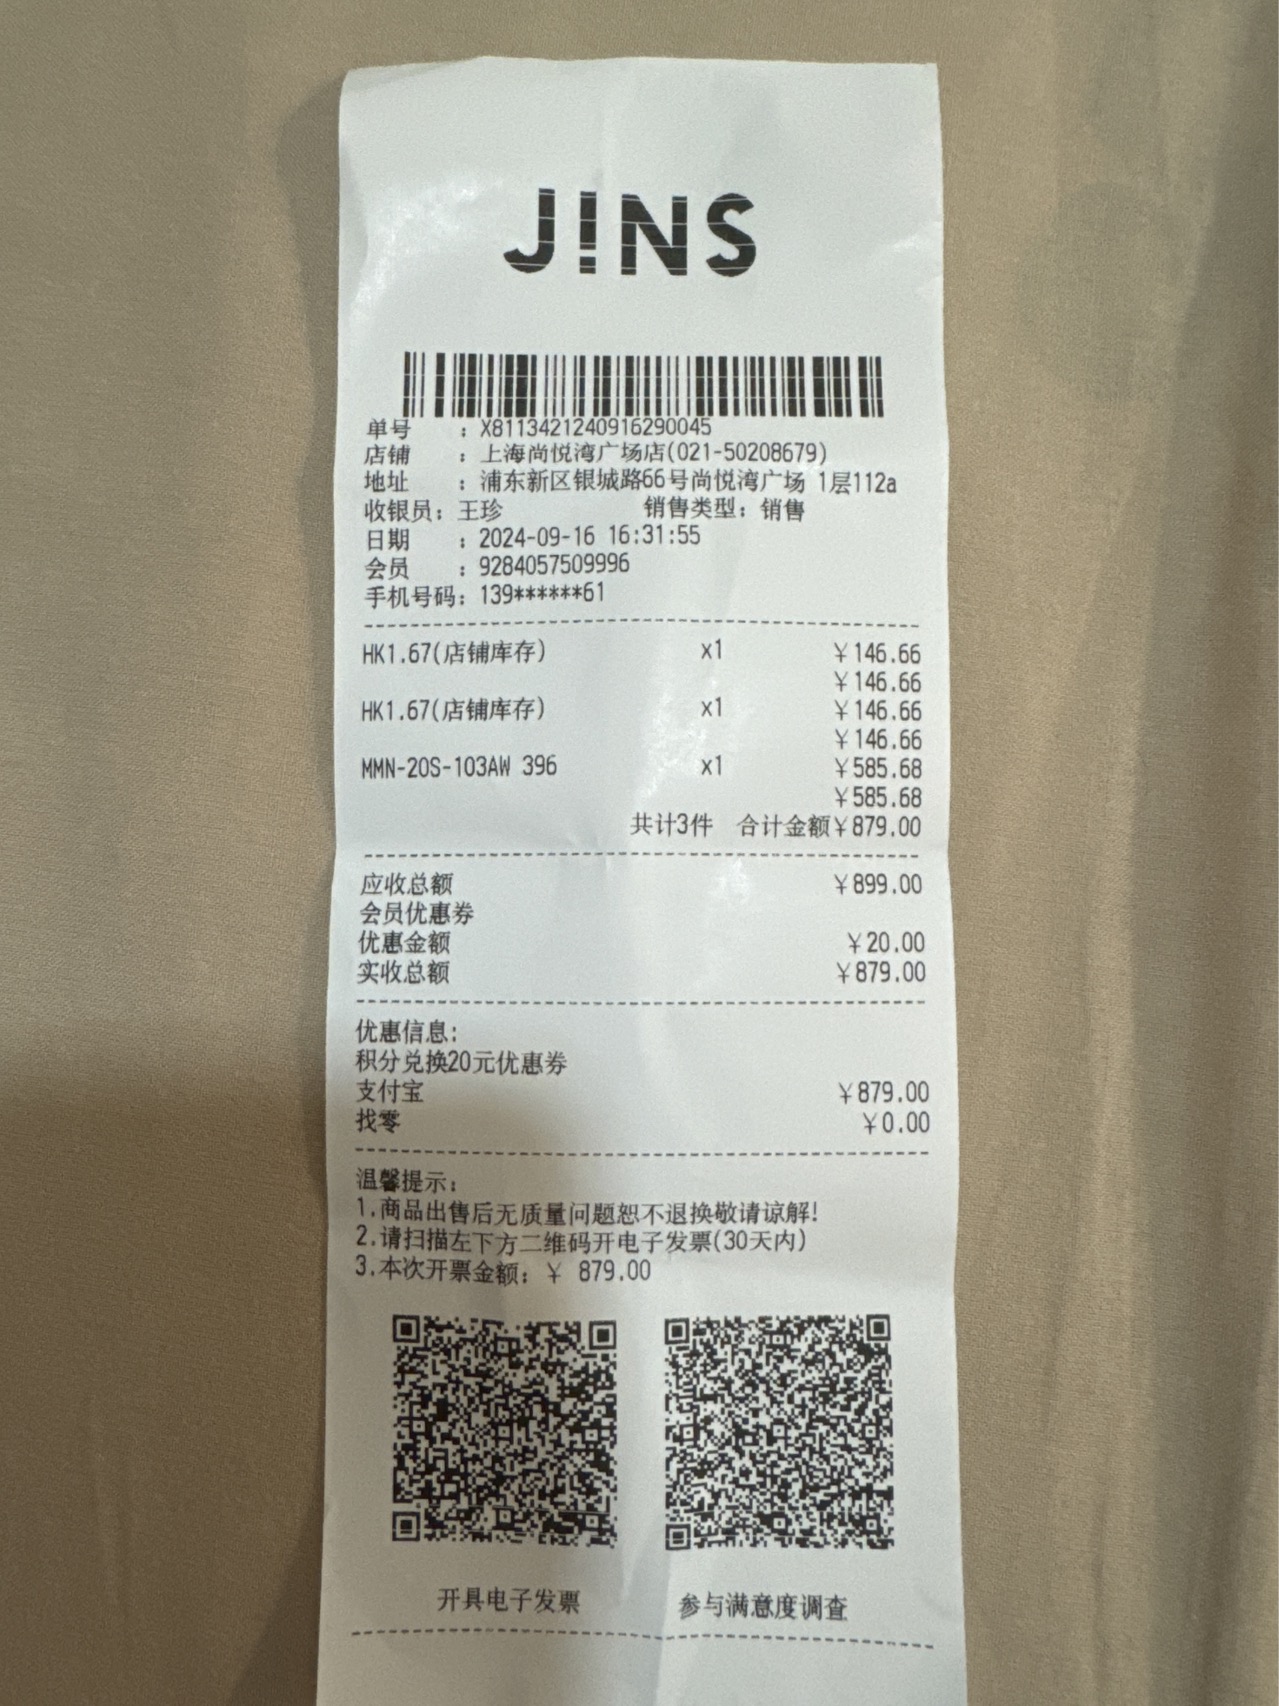 J!NS
单号 : X8113421240916290045
店铺 : 上海尚悦湾广场店(021-50208679)
地址 : 浦东新区银城路66号尚悦湾广场 1层112a
收银员: 王珍 销售类型: 销售
日期 : 2024-09-16 16:31:55
会员 : 9284057509996
手机号码: 139******61
HK1.67(店铺库存) x1 ¥146.66
¥146.66
HK1.67(店铺库存) x1 ¥146.66
¥146.66
MMN-20S-103AW 396 x1 ¥585.68
¥585.68
共计3件 合计金额¥879.00
应收总额 ¥899.00
会员优惠券
优惠金额 ¥20.00
实收总额 ¥879.00
优惠信息:
积分兑换20元优惠券
支付宝 ¥879.00
找零 ¥0.00
温馨提示:
1.商品出售后无质量问题恕不退换敬请谅解!
2.请扫描左下方二维码开电子发票(30天内)
3.本次开票金额: ¥ 879.00
开具电子发票 参与满意度调查